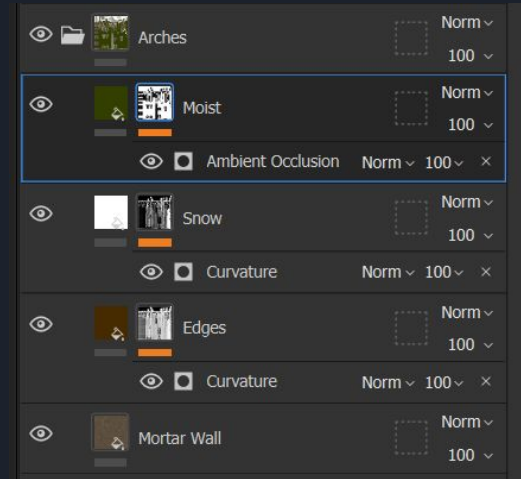 Arches Norm
100
Moist Norm
100
Ambient Occlusion Norm 100 ×
Snow Norm
100
Curvature Norm 100 ×
Edges Norm
100
Curvature Norm 100 ×
Mortar Wall Norm
100